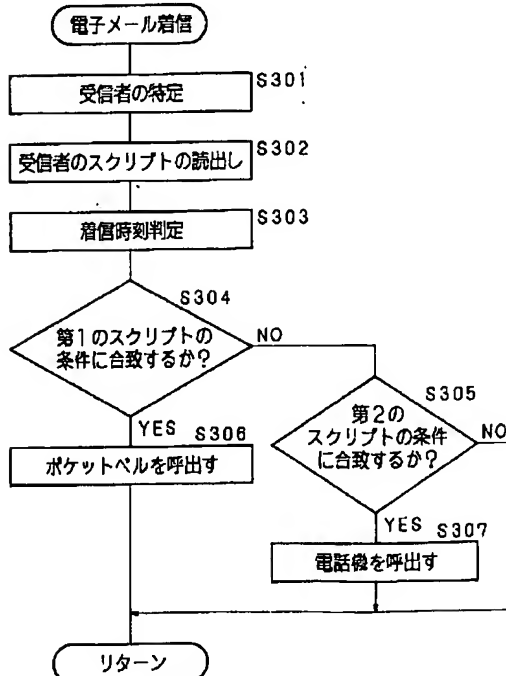 電子メール着信
受信者の特定
S301
受信者のスクリプトの読出し
S302
着信時刻判定
S303
S304
第1のスクリプトの
条件に合致するか?
NO
YES
S306
ポケットベルを呼出す
S305
第2の
スクリプトの条件
に合致するか?
NO
YES
S307
電話機を呼出す
リターン